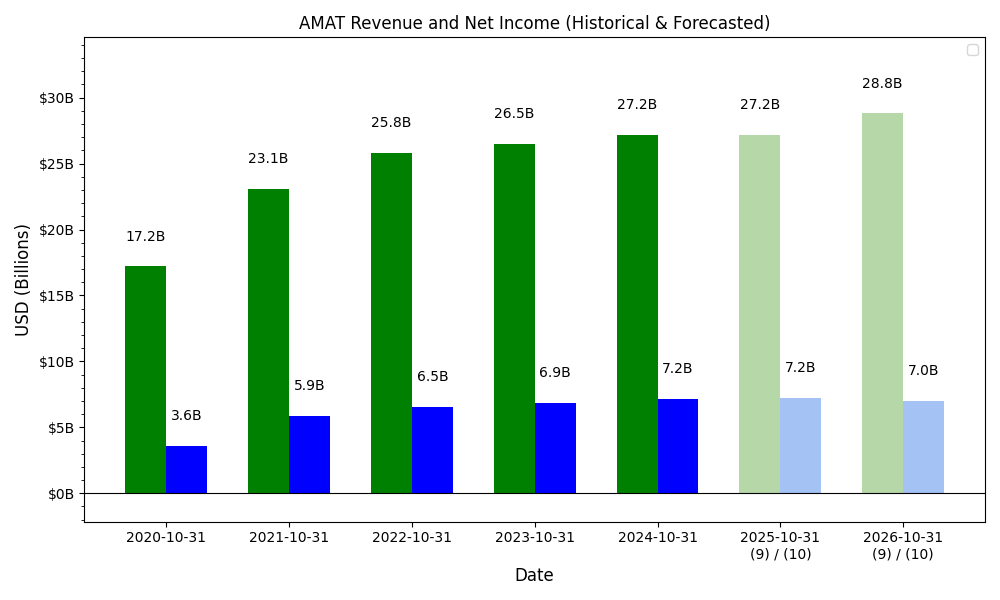 AMAT Revenue and Net Income (Historical & Forecasted)
USD (Billions)
$30B
$25B
$20B
$15B
$10B
$5B
$0B
17.2B
3.6B
23.1B
5.9B
25.8B
6.5B
26.5B
6.9B
27.2B
7.2B
27.2B
7.2B
28.8B
7.0B
2020-10-31
2021-10-31
2022-10-31
2023-10-31
2024-10-31
2025-10-31
(9) / (10)
2026-10-31
(9) / (10)
Date